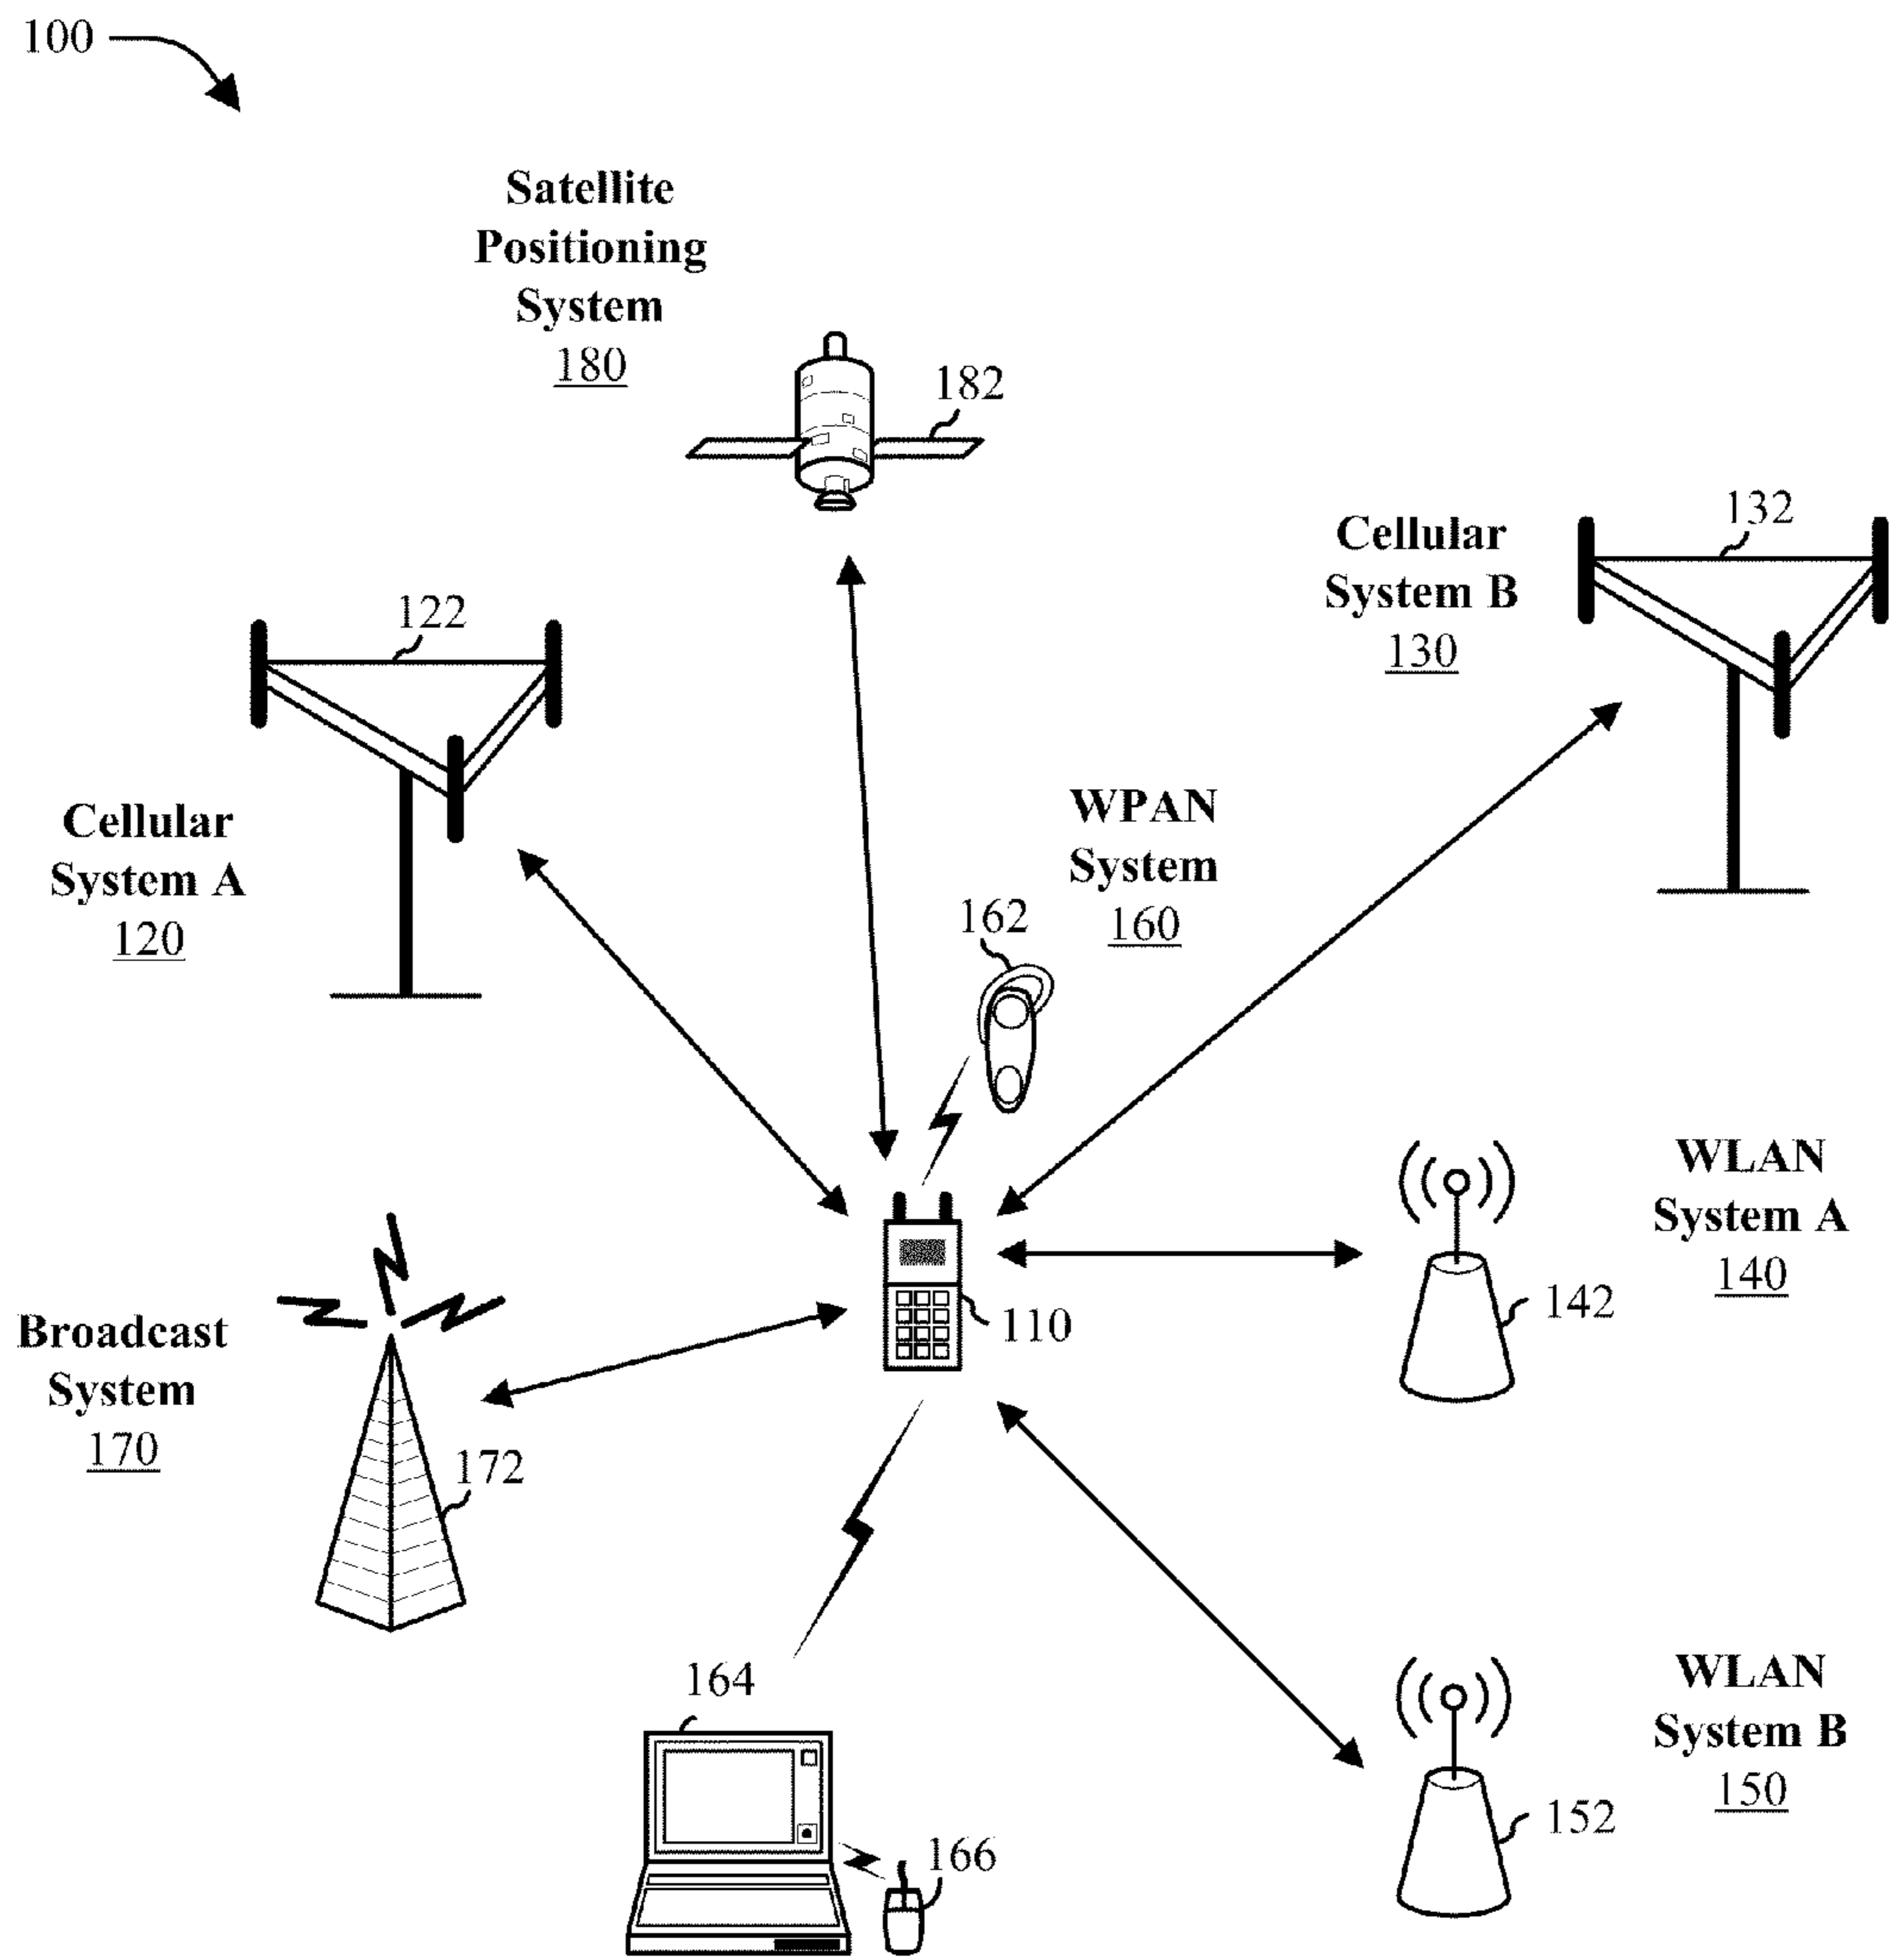 100
Satellite
Positioning
System
180
182
Cellular
System B
130
132
122
Cellular
System A
120
WPAN
System
160
162
WLAN
System A
140
142
110
Broadcast
System
170
172
164
166
WLAN
System B
150
152